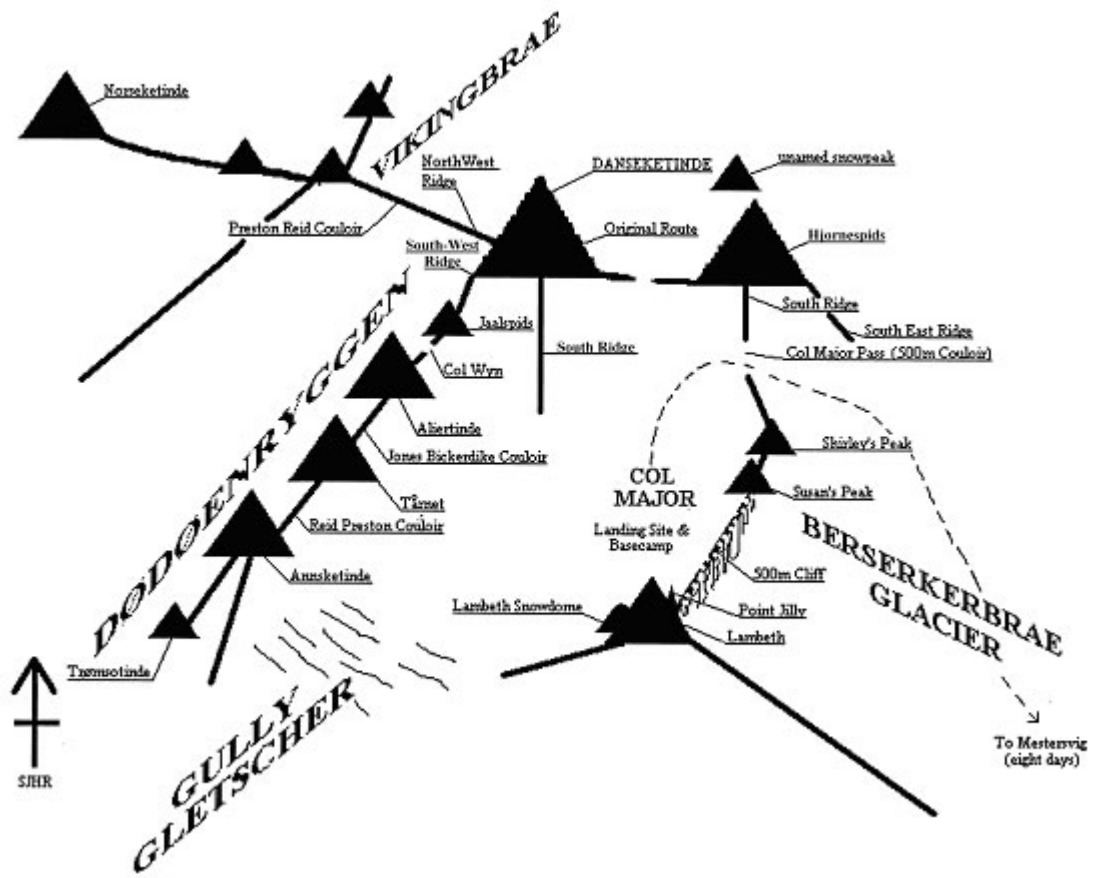 Norseketinde
VIKINGBRAE
NorthWest
Ridge
DANSEKETINDE
unamed snowpeak
Preston Reid Couloir
Original Route
Hjornespids
South-West
Ridge
South Ridge
Jaalspids
South East Ridge
South Ridge
Col Major Pass (500m Couloir)
Col Wyn
DØDØENRYGGEN
Aliertinde
Shirley's Peak
Jones Bickerdike Couloir
COL
MAJOR
Susan's Peak
Tårnet
Landing Site &
Basecamp
Reid Preston Couloir
BERSERKERBRAE
GLACIER
500m Cliff
Annsketinde
Lambeth Snowdome
Point Jilly
Lambeth
Trømsotinde
GULLY
GLETSCHER
SJHR
To Mestersvig
(eight days)